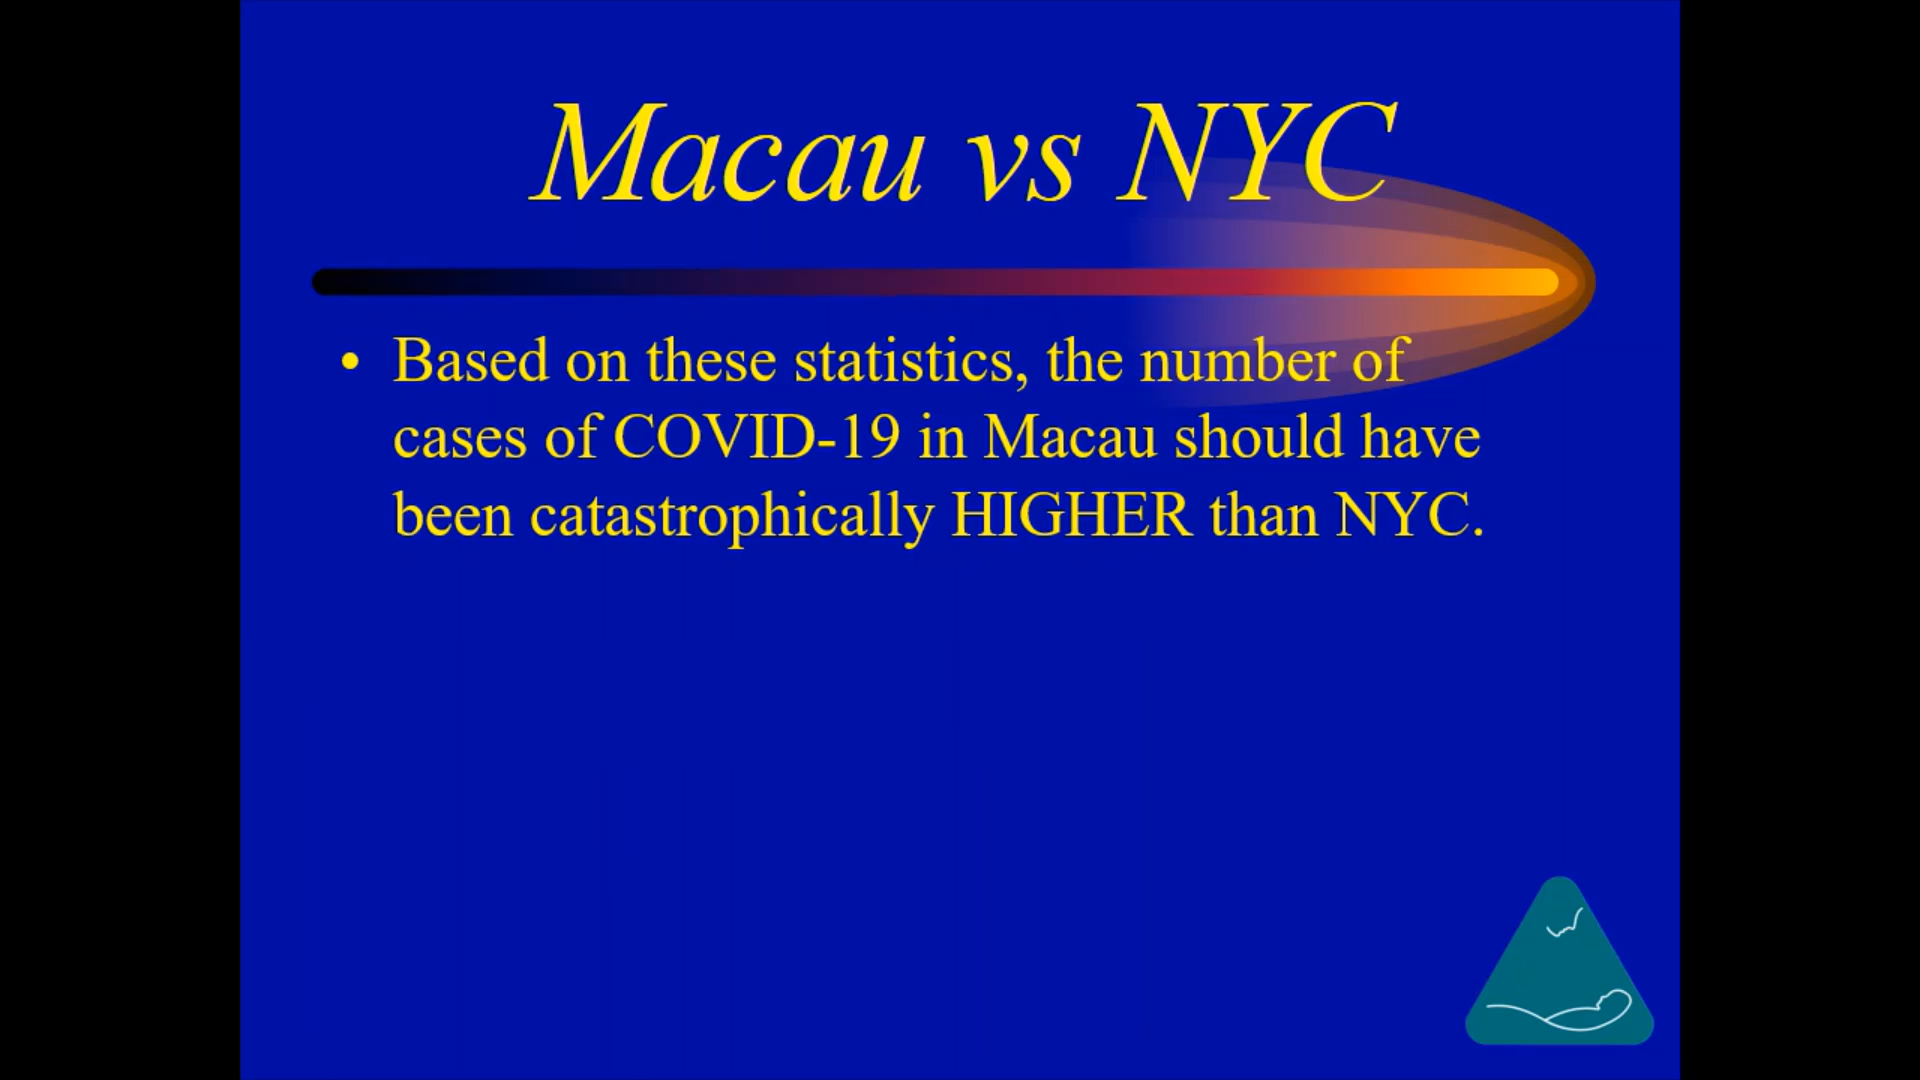 Macau vs NYC
• Based on these statistics, the number of
cases of COVID-19 in Macau should have
been catastrophically HIGHER than NYC.